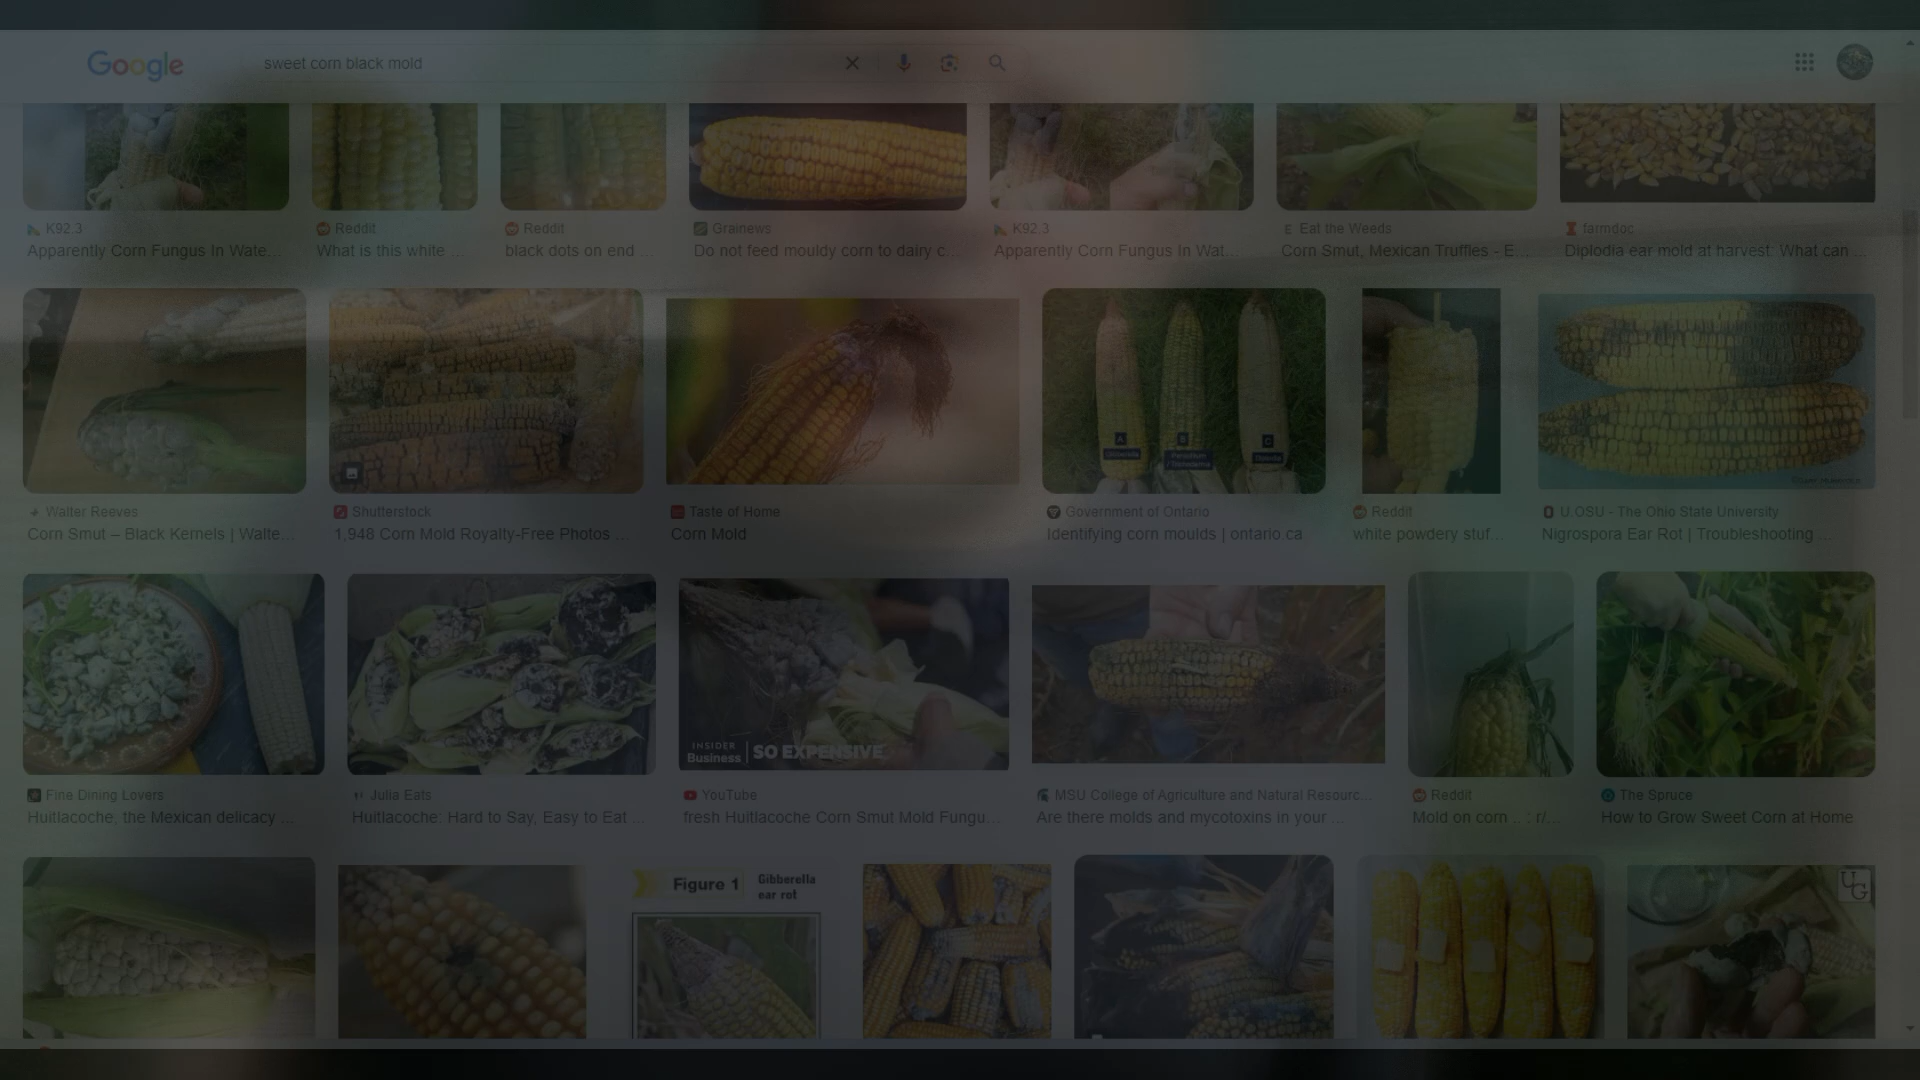 Google
sweet corn black mold
K92.3
Apparently Corn Fungus In Wate...
Reddit
What is this white ...
Reddit
black dots on end ...
Grainews
Do not feed mouldy corn to dairy c...
K92.3
Apparently Corn Fungus In Wat...
Eat the Weeds
Corn Smut, Mexican Truffles - E...
farmdoc
Diplodia ear mold at harvest: What can ...
A
Gibberella
B
C
Diplodia
Walter Reeves
Corn Smut – Black Kernels | Walte...
Shutterstock
1,948 Corn Mold Royalty-Free Photos ...
Taste of Home
Corn Mold
Government of Ontario
Identifying corn moulds | ontario.ca
Reddit
white powdery stuf...
U.OSU - The Ohio State University
Nigrospora Ear Rot | Troubleshooting ...
INSIDER
Business
SO EXPENSIVE
Fine Dining Lovers
Huitlacoche, the Mexican delicacy ...
Julia Eats
Huitlacoche: Hard to Say, Easy to Eat ...
YouTube
fresh Huitlacoche Corn Smut Mold Fungu...
MSU College of Agriculture and Natural Resourc...
Are there molds and mycotoxins in your ...
Reddit
Mold on corn .. : r/...
The Spruce
How to Grow Sweet Corn at Home
Figure 1
Gibberella
ear rot
UG